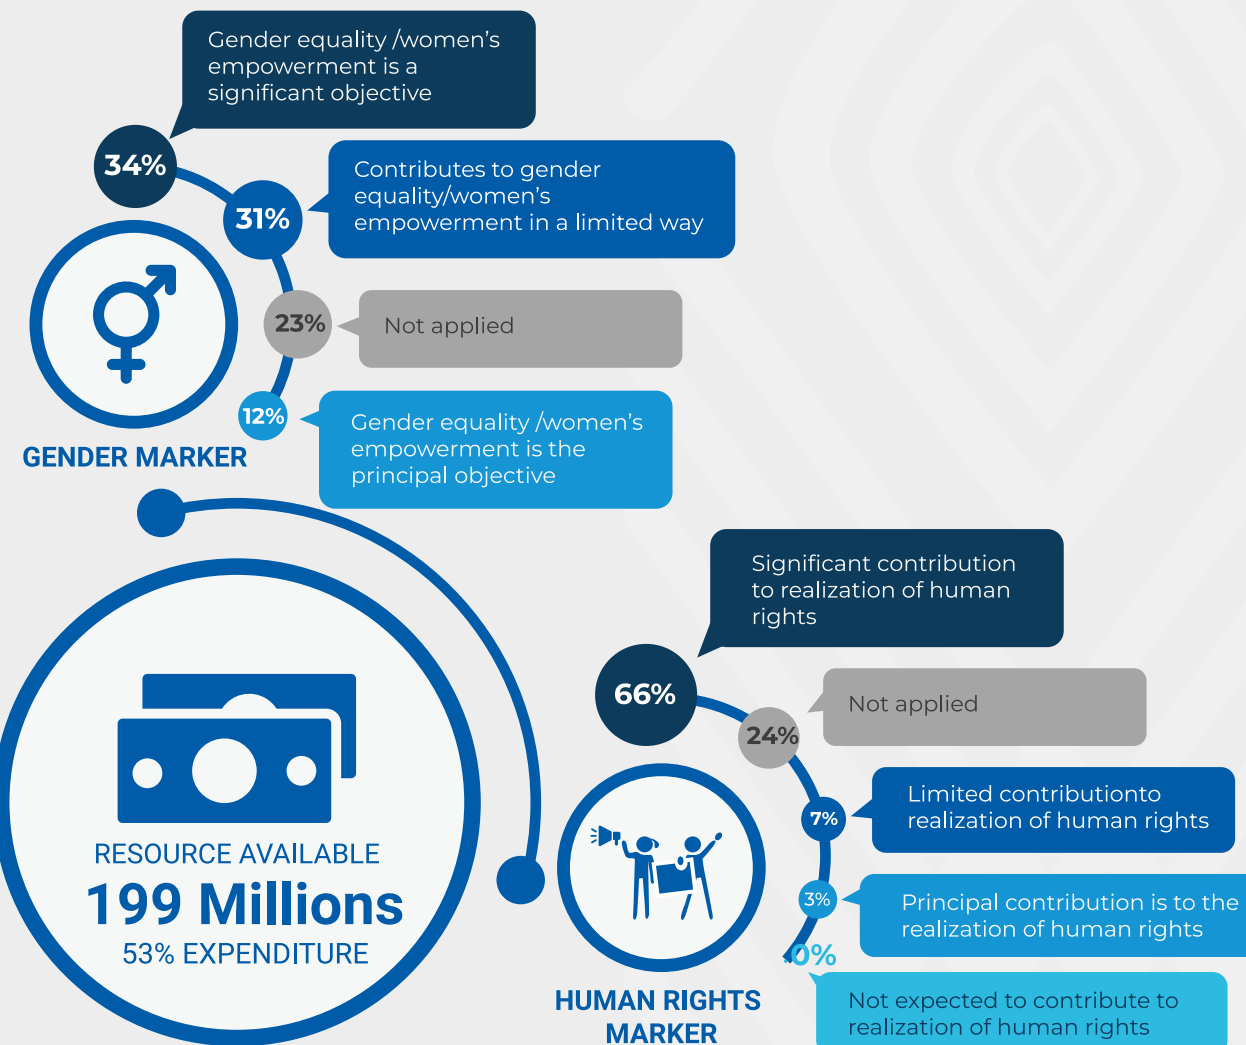 Gender equality /women's
empowerment is a
significant objective
34%
Contributes to gender
equality/women's
empowerment in a limited way
31%
23%
Not applied
12%
Gender equality /women's
empowerment is the
principal objective
GENDER MARKER
Significant contribution
to realization of human
rights
66%
Not applied
24%
Limited contributionto
realization of human rights
7%
3%
Principal contribution is to the
realization of human rights
0%
Not expected to contribute to
realization of human rights
HUMAN RIGHTS
MARKER
RESOURCE AVAILABLE
199 Millions
53% EXPENDITURE